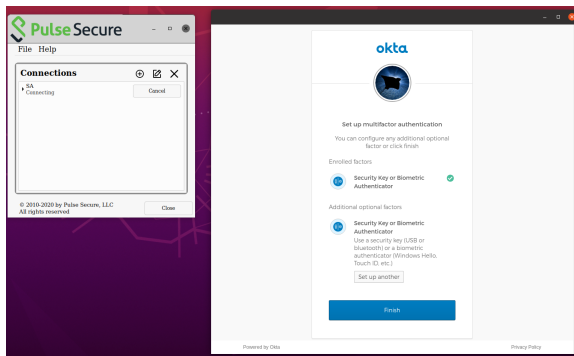 Pulse Secure
File Help
Connections
SA
Connecting
Cancel
© 2010-2020 by Pulse Secure, LLC
All rights reserved
Close
okta
Set up multifactor authentication
You can configure any additional optional
factor or click finish
Enrolled factors
Security Key or Biometric
Authenticator
Additional optional factors
Security Key or Biometric
Authenticator
Use a security key (USB or
bluetooth) or a biometric
authenticator (Windows Hello,
Touch ID, etc.)
Set up another
Finish
Powered by Okta
Privacy Policy